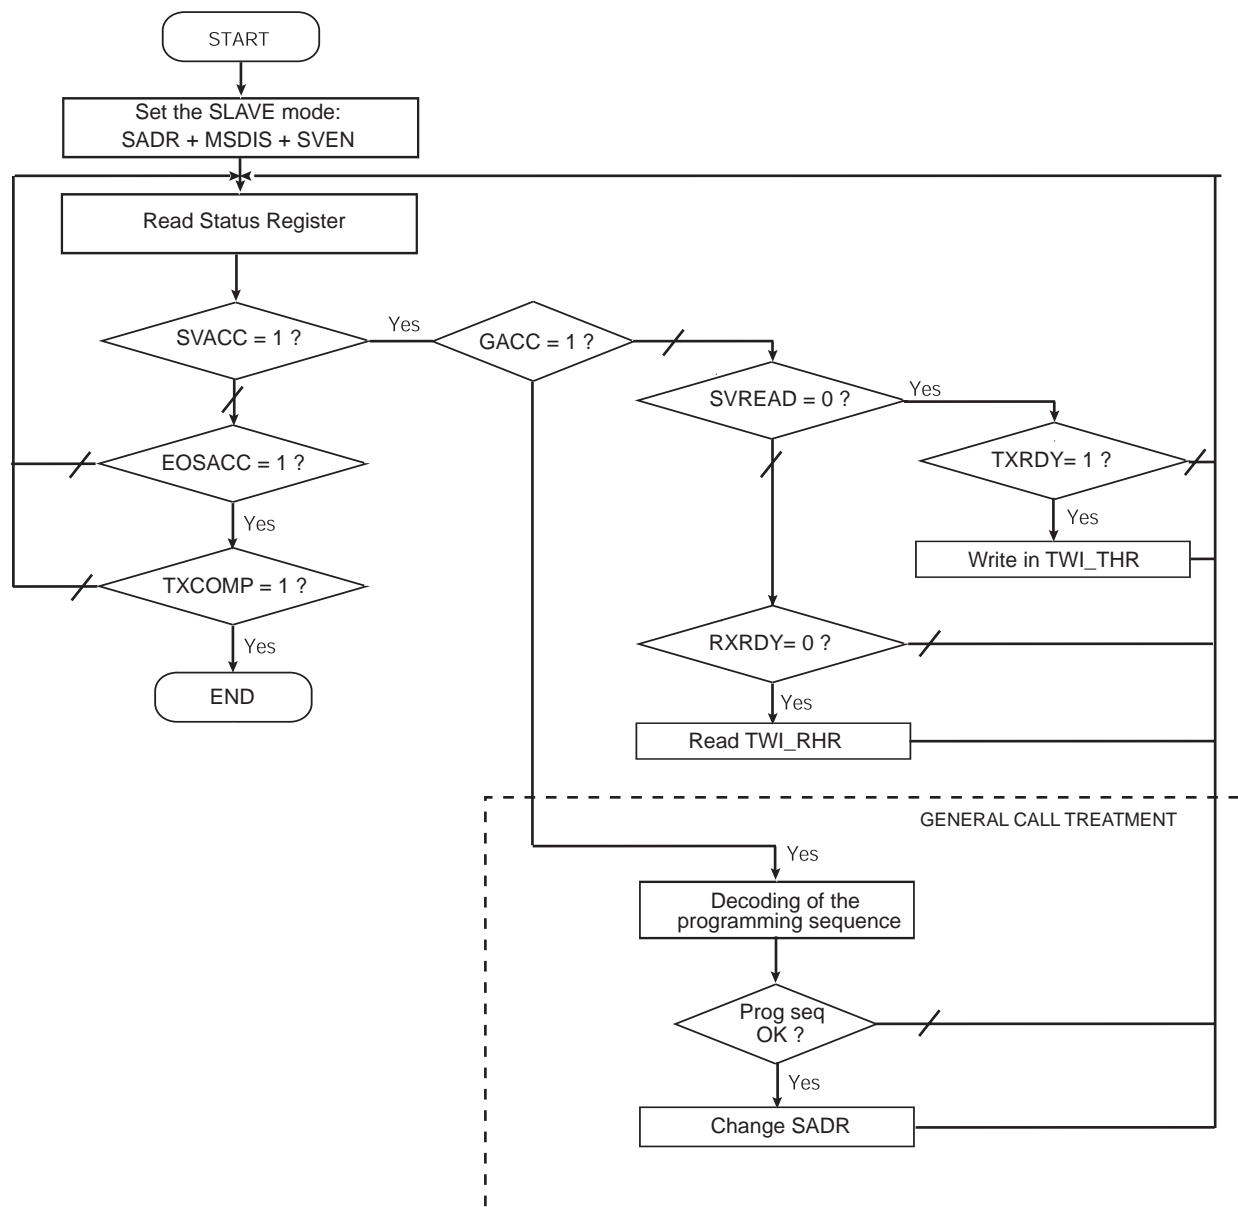 START
Set the SLAVE mode:
SADR + MSDIS + SVEN
Read Status Register
SVACC = 1 ?
Yes
GACC = 1 ?
SVREAD = 0 ?
Yes
EOSACC = 1 ?
TXRDY= 1 ?
Yes
Yes
Write in TWI_THR
TXCOMP = 1 ?
Yes
RXRDY= 0 ?
END
Yes
Read TWI_RHR
GENERAL CALL TREATMENT
Yes
Decoding of the
programming sequence
Prog seq
OK ?
Yes
Change SADR